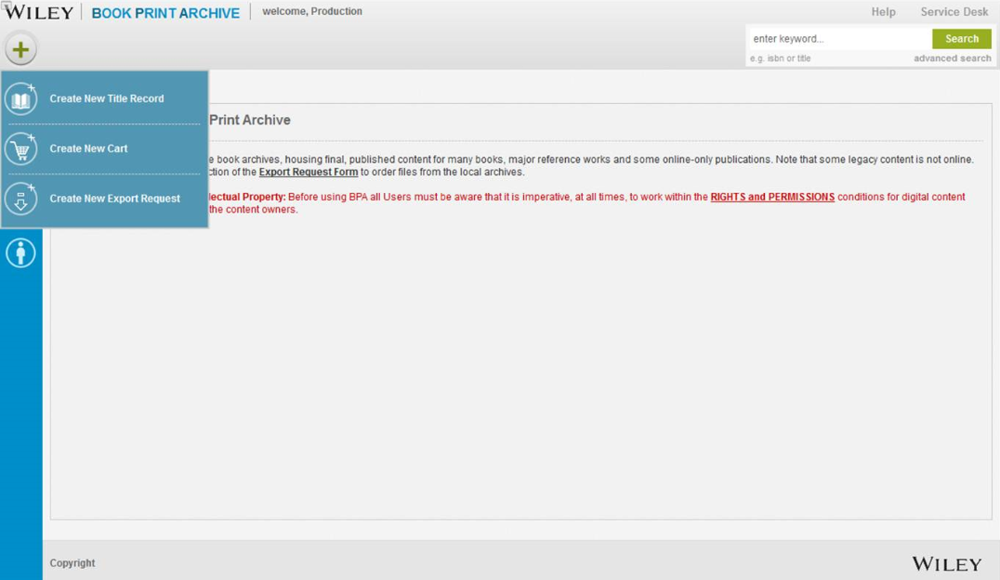 WILEY BOOK PRINT ARCHIVE welcome, Production Help Service Desk
enter keyword... Search
e.g. isbn or title advanced search
Create New Title Record
Create New Cart
Create New Export Request
Print Archive
e book archives, housing final, published content for many books, major reference works and some online-only publications. Note that some legacy content is not online.
ction of the Export Request Form to order files from the local archives.
lectual Property: Before using BPA all Users must be aware that it is imperative, at all times, to work within the RIGHTS and PERMISSIONS conditions for digital content
the content owners.
Copyright WILEY